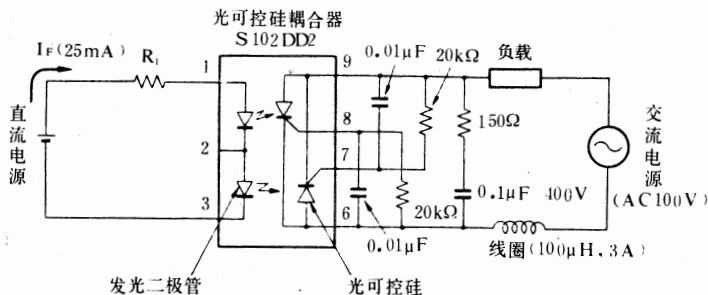 光可控硅耦合器
S102DD2
I_F(25mA)
R₁
1
2
3
9
8
7
6
0.01μF
20kΩ
负载
150Ω
0.1μF 400V
20kΩ
0.01μF
直流电源
交流电源
(AC100V)
线圈(100μH, 3A)
发光二极管
光可控硅